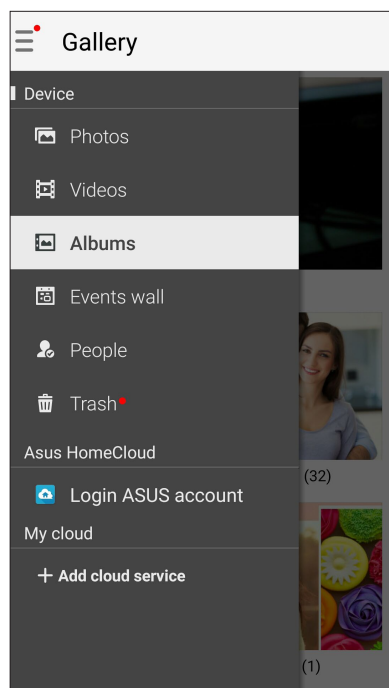 Gallery
Device
Photos
Videos
Albums
Events wall
People
Trash
Asus HomeCloud
(32)
Login ASUS account
My cloud
+ Add cloud service
(1)